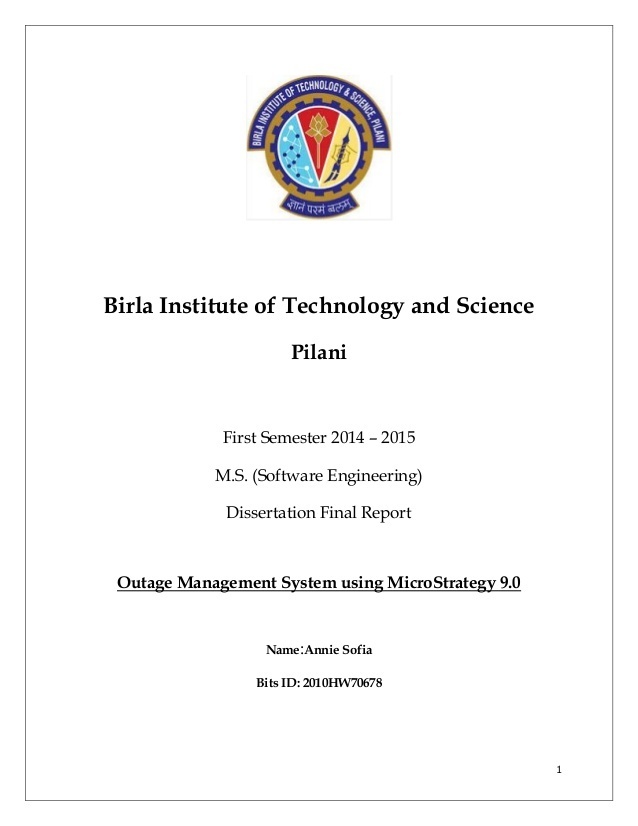 BIRLA INSTITUTE OF TECHNOLOGY & SCIENCE, PILANI
ज्ञानं परमं बलम्
Birla Institute of Technology and Science
Pilani
First Semester 2014 – 2015
M.S. (Software Engineering)
Dissertation Final Report
Outage Management System using MicroStrategy 9.0
Name:Annie Sofia
Bits ID: 2010HW70678
1